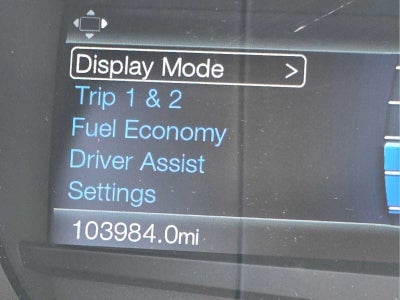 Display Mode >
Trip 1 & 2
Fuel Economy
Driver Assist
Settings
103984.0mi